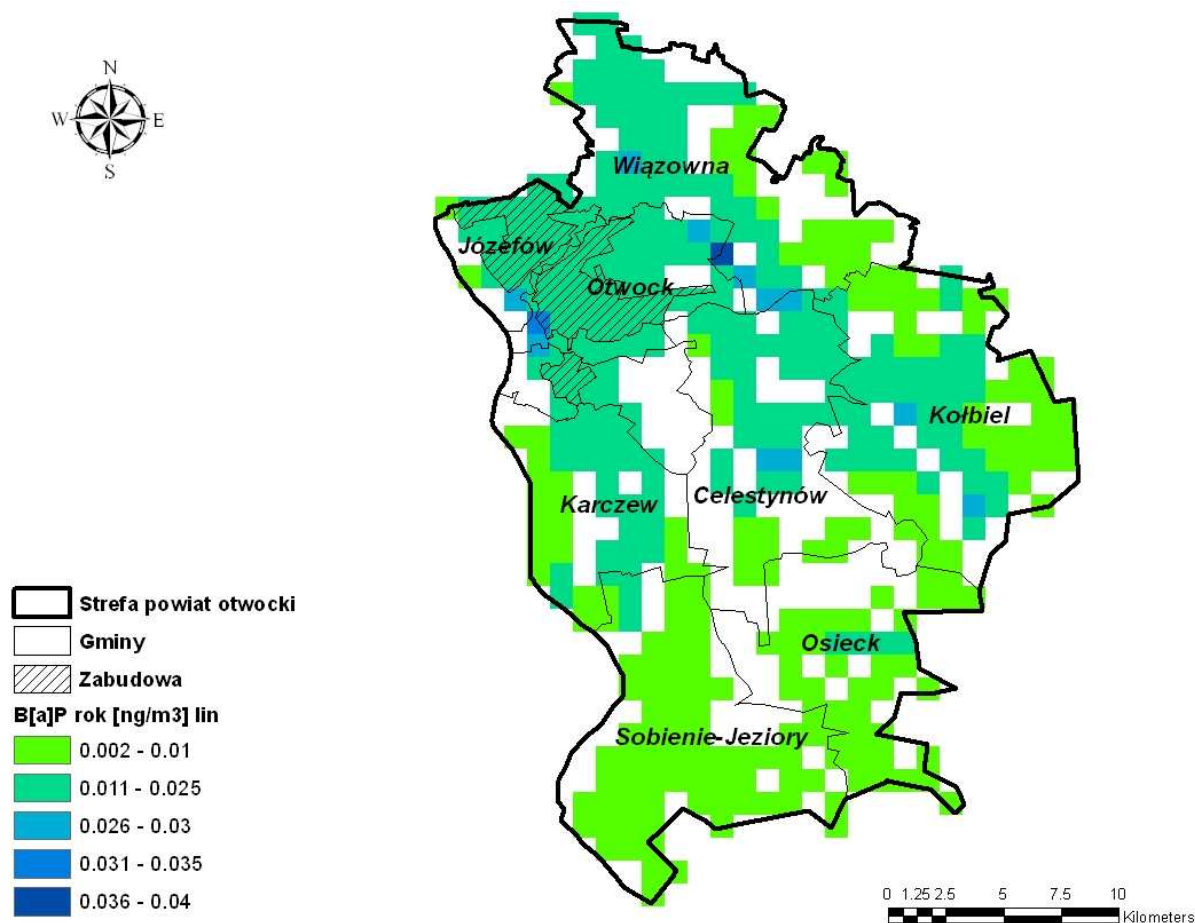 N
W E
S
Wiązowna
Józefów
Otwock
Kołbiel
Karczew
Celestynów
Osieck
Sobienie-Jeziory
Strefa powiat otwocki
Gminy
Zabudowa
B[a]P rok [ng/m3] lin
0.002 - 0.01
0.011 - 0.025
0.026 - 0.03
0.031 - 0.035
0.036 - 0.04
0 1.25 2.5 5 7.5 10
Kilometers